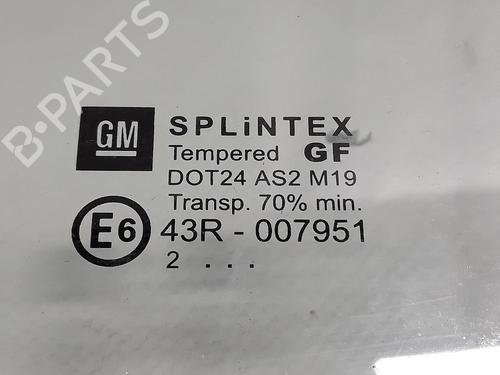 B-PARTS
GM
SPLiNTEX
Tempered GF
DOT24 AS2 M19
Transp. 70% min.
E6 43R - 007951
2 . . .